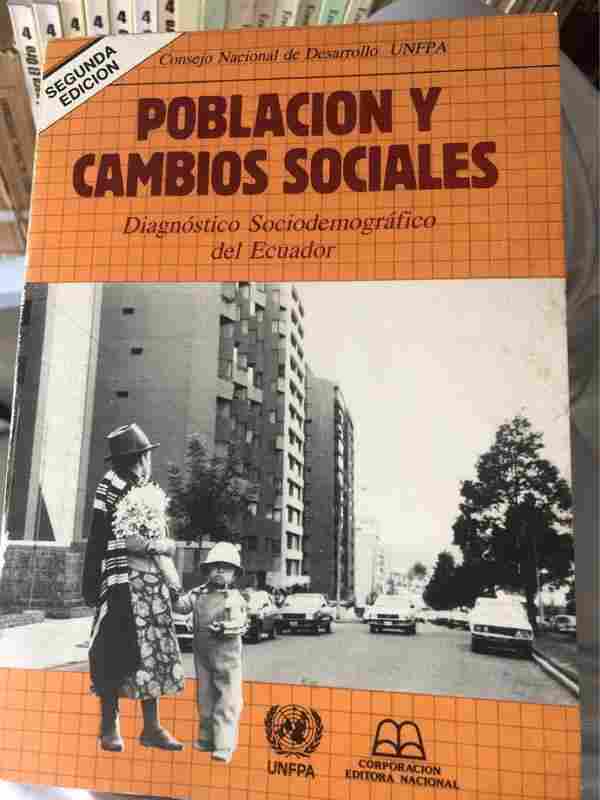 SEGUNDA
EDICION
Consejo Nacional de Desarrollo UNFPA
POBLACION Y
CAMBIOS SOCIALES
Diagnóstico Sociodemográfico
del Ecuador
UNFPA
CORPORACION
EDITORA NACIONAL